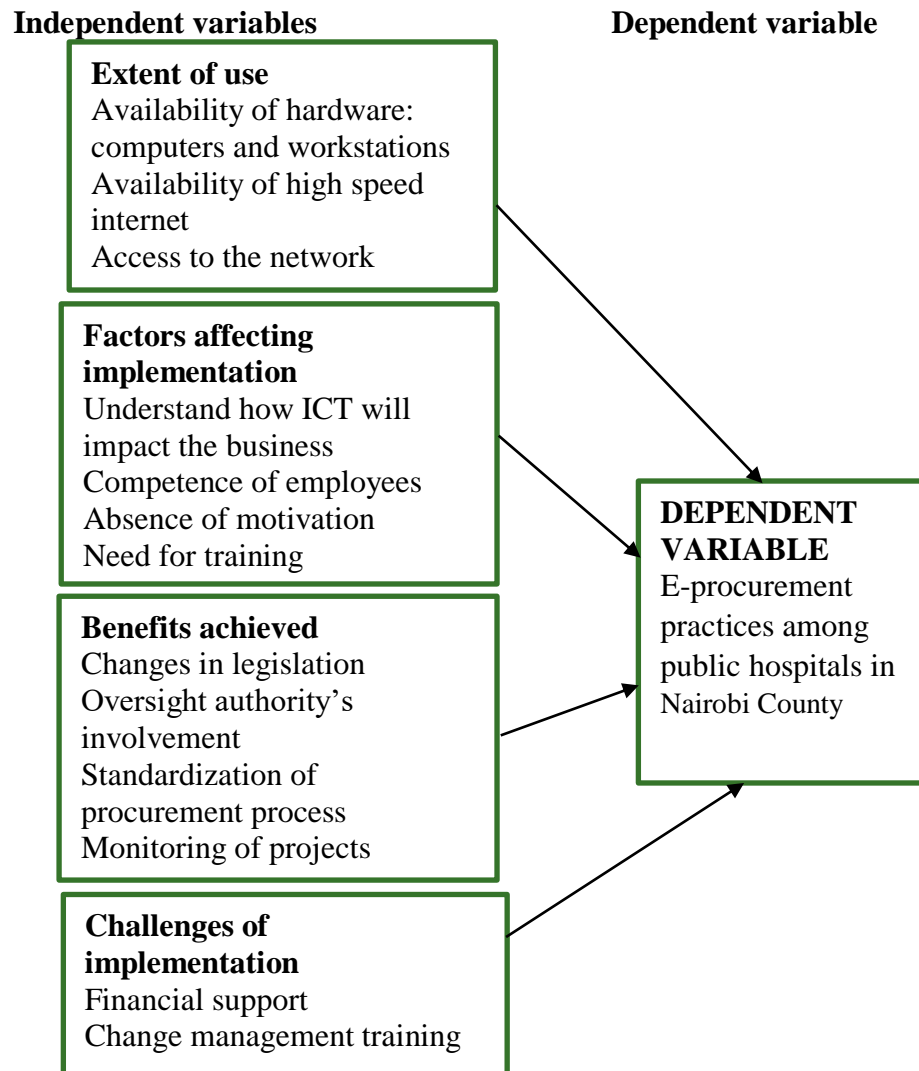 Independent variables
Dependent variable
Extent of use
Availability of hardware:
computers and workstations
Availability of high speed
internet
Access to the network
Factors affecting
implementation
Understand how ICT will
impact the business
Competence of employees
Absence of motivation
Need for training
Benefits achieved
Changes in legislation
Oversight authority’s
involvement
Standardization of
procurement process
Monitoring of projects
Challenges of
implementation
Financial support
Change management training
DEPENDENT
VARIABLE
E-procurement
practices among
public hospitals in
Nairobi County